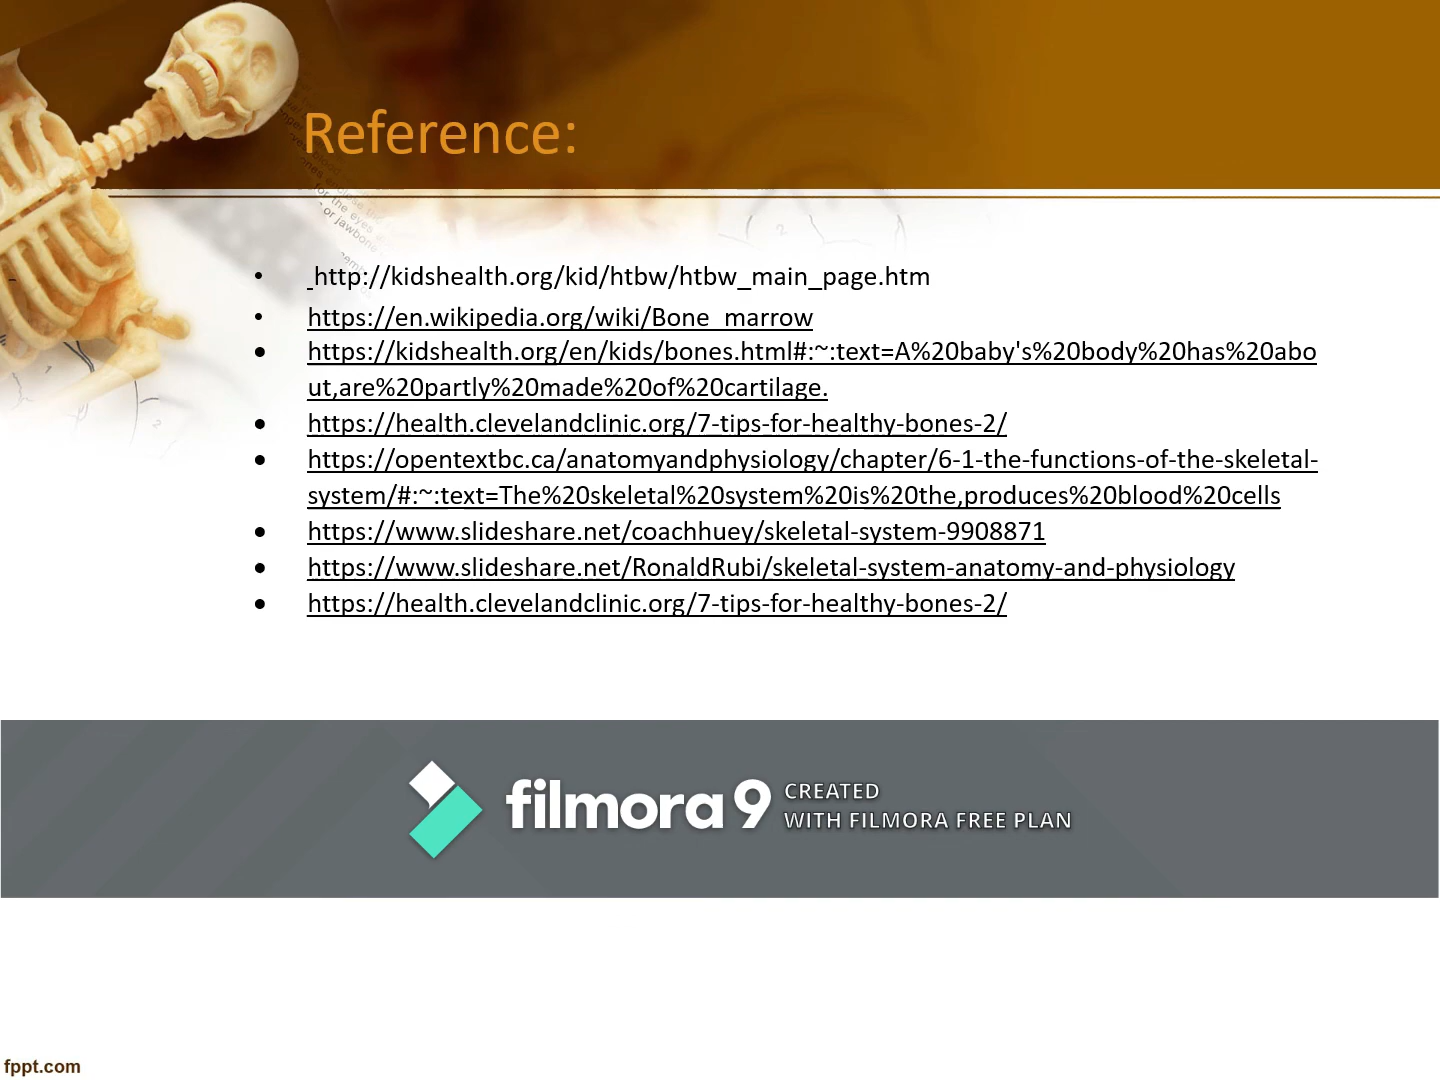 Reference:
• http://kidshealth.org/kid/htbw/htbw_main_page.htm
• https://en.wikipedia.org/wiki/Bone_marrow
• https://kidshealth.org/en/kids/bones.html#:~:text=A%20baby's%20body%20has%20abo
ut,are%20partly%20made%20of%20cartilage.
• https://health.clevelandclinic.org/7-tips-for-healthy-bones-2/
• https://opentextbc.ca/anatomyandphysiology/chapter/6-1-the-functions-of-the-skeletal-
system/#:~:text=The%20skeletal%20system%20is%20the,produces%20blood%20cells
• https://www.slideshare.net/coachhuey/skeletal-system-9908871
• https://www.slideshare.net/RonaldRubi/skeletal-system-anatomy-and-physiology
• https://health.clevelandclinic.org/7-tips-for-healthy-bones-2/
filmora 9 CREATED
WITH FILMORA FREE PLAN
fppt.com